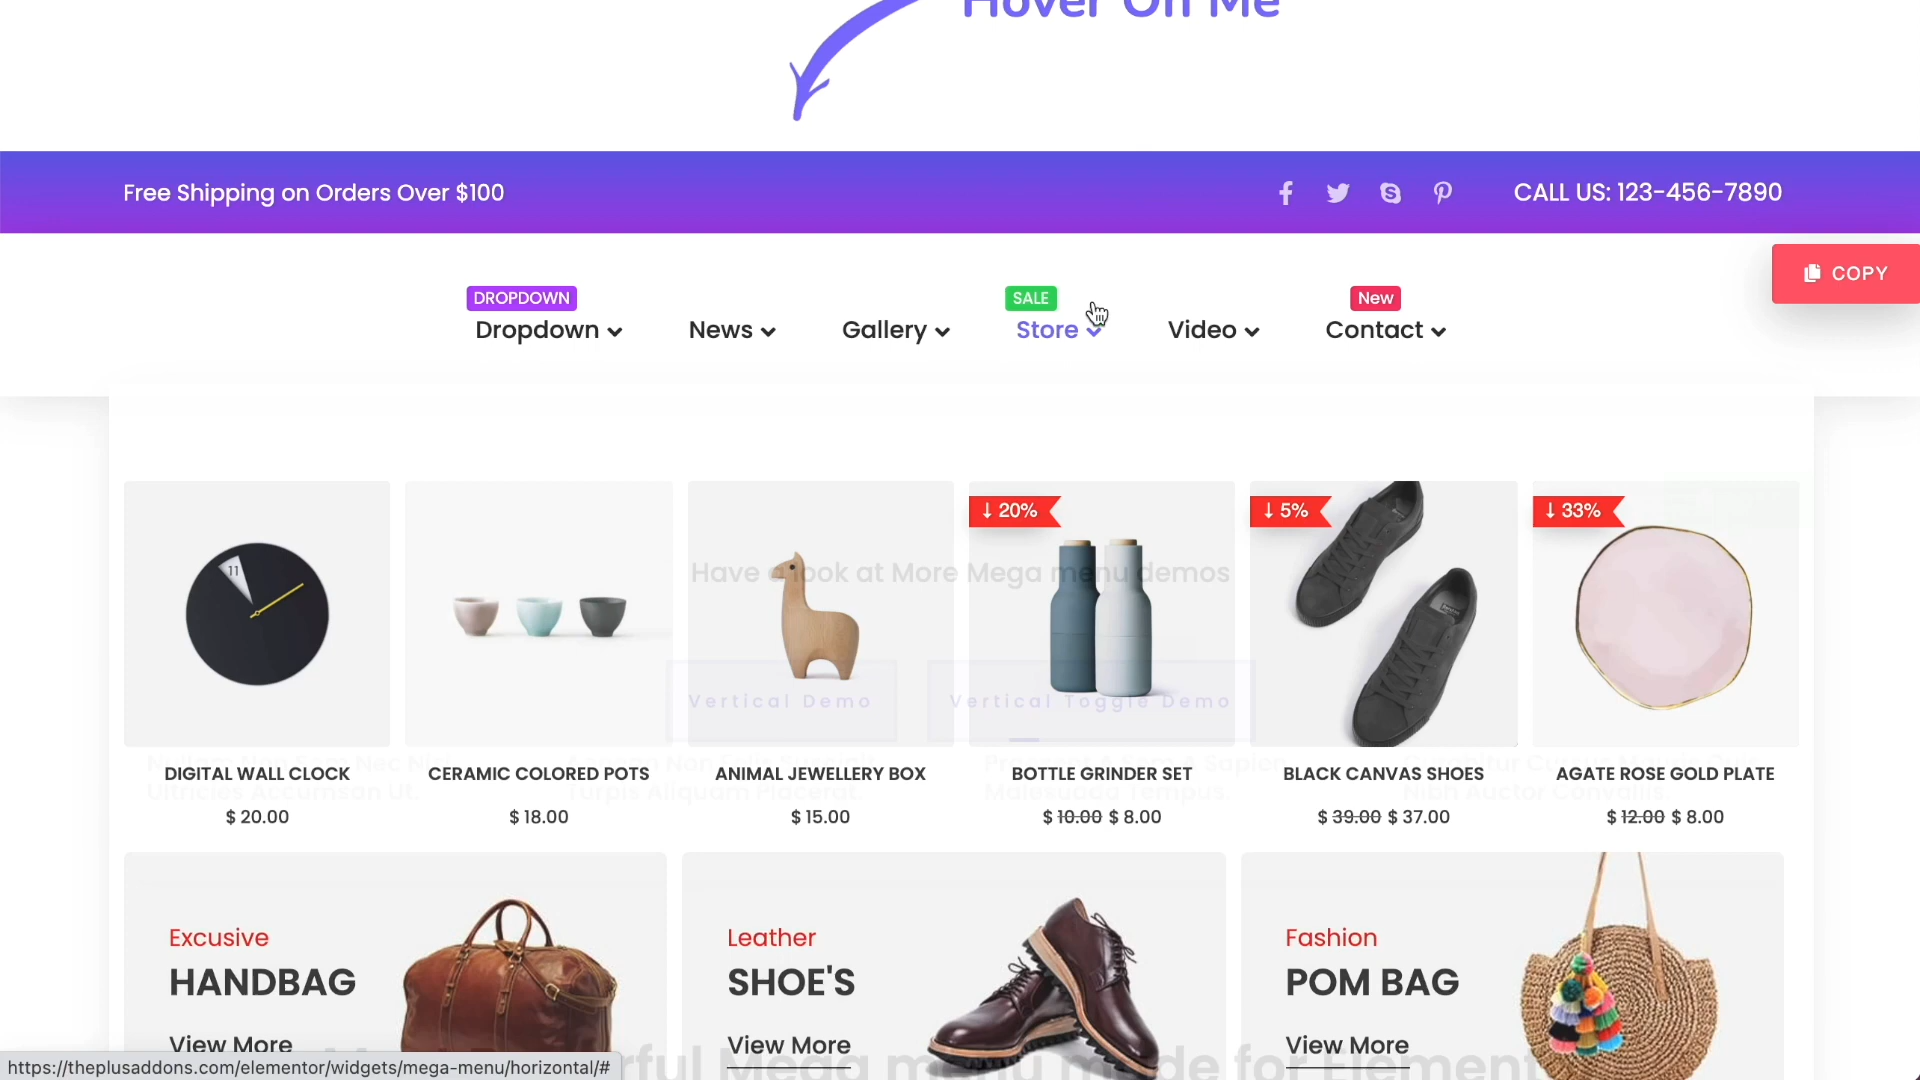 Hover On Me
Free Shipping on Orders Over $100
CALL US: 123-456-7890
COPY
DROPDOWN
SALE
New
Dropdown
News
Gallery
Store
Video
Contact
11
↓ 20%
↓ 5%
↓ 33%
Have a look at More Mega menu demos
Vertical Demo
Vertical Toggle Demo
DIGITAL WALL CLOCK
CERAMIC COLORED POTS
ANIMAL JEWELLERY BOX
BOTTLE GRINDER SET
BLACK CANVAS SHOES
AGATE ROSE GOLD PLATE
$ 20.00
$ 18.00
$ 15.00
$ 10.00 $ 8.00
$ 39.00 $ 37.00
$ 12.00 $ 8.00
Excusive
HANDBAG
View More
Leather
SHOE'S
View More
Fashion
POM BAG
View More
Mega menu made for
https://theplusaddons.com/elementor/widgets/mega-menu/horizontal/#